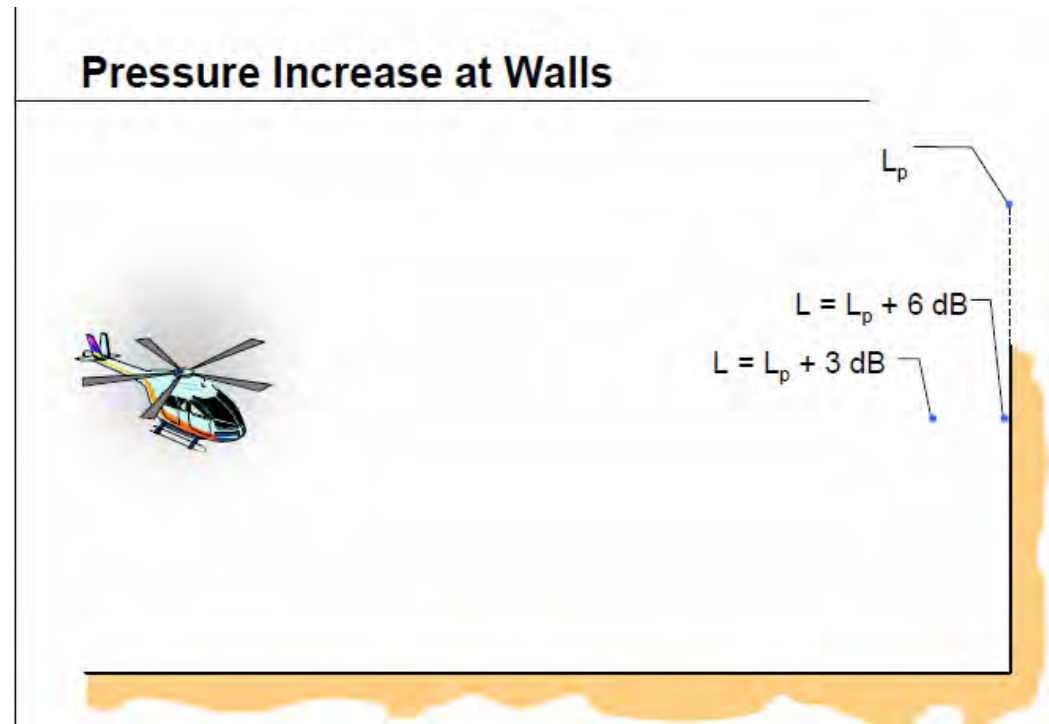 Pressure Increase at Walls
Lₚ
L = Lₚ + 6 dB
L = Lₚ + 3 dB